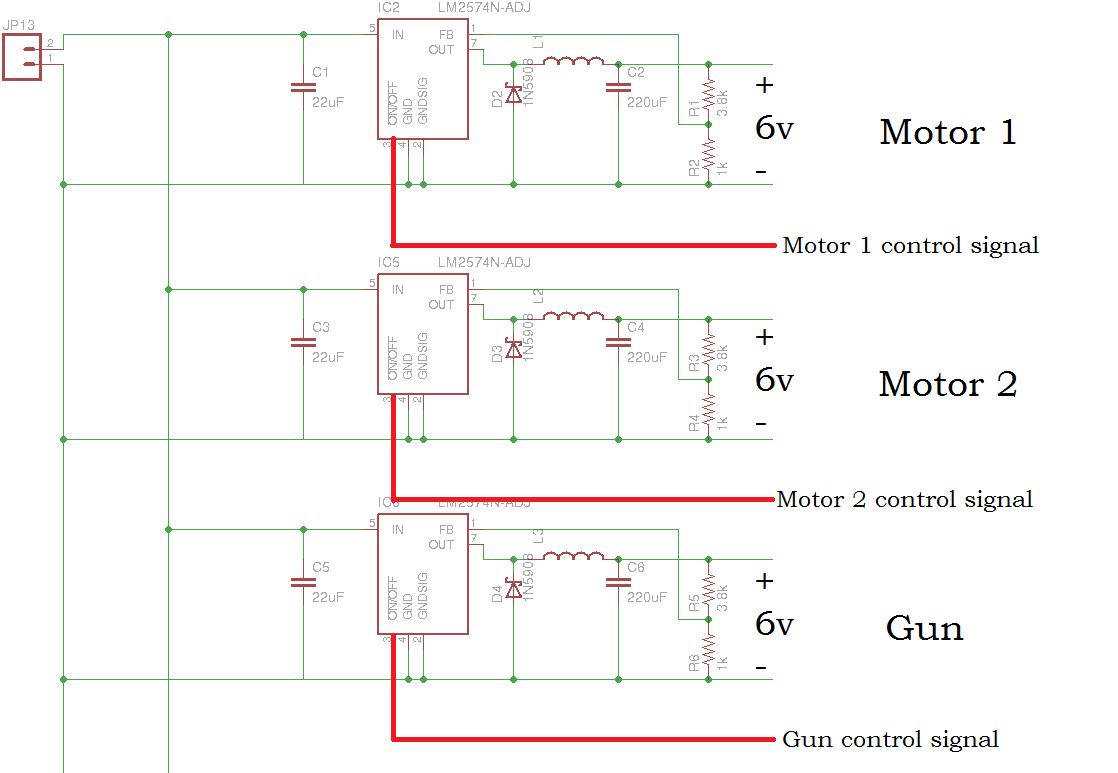 IC2 LM2574N-ADJ
JP13
2
1
5 IN FB 1
OUT 7
ON/OFF
GND
GNDSIG
3 4 2
C1
22uF
D2
1N5908
L1
C2
220uF
R1
3.8k
R2
1k
+
6v
-
Motor 1
Motor 1 control signal
IC5 LM2574N-ADJ
5 IN FB 1
OUT 7
ON/OFF
GND
GNDSIG
3 4 2
C3
22uF
D3
1N5908
L2
C4
220uF
R3
3.8k
R4
1k
+
6v
-
Motor 2
Motor 2 control signal
IC6 LM2574N-ADJ
5 IN FB 1
OUT 7
ON/OFF
GND
GNDSIG
3 4 2
C5
22uF
D4
1N5908
L3
C6
220uF
R5
3.8k
R6
1k
+
6v
-
Gun
Gun control signal